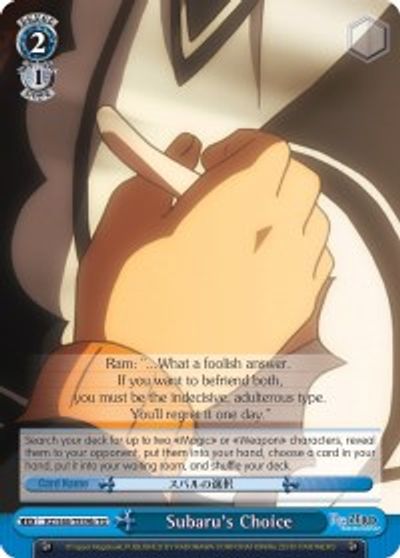 2
1
Ram: "...What a foolish answer.
If you want to befriend both,
you must be the indecisive, adulterous type.
You'll regret it one day."
Search your deck for up to two «Magic» or «Weapon» characters, reveal
them to your opponent, put them into your hand, choose a card in your
hand, put it into your waiting room, and shuffle your deck.
Card Name スバルの選択
Subaru's Choice